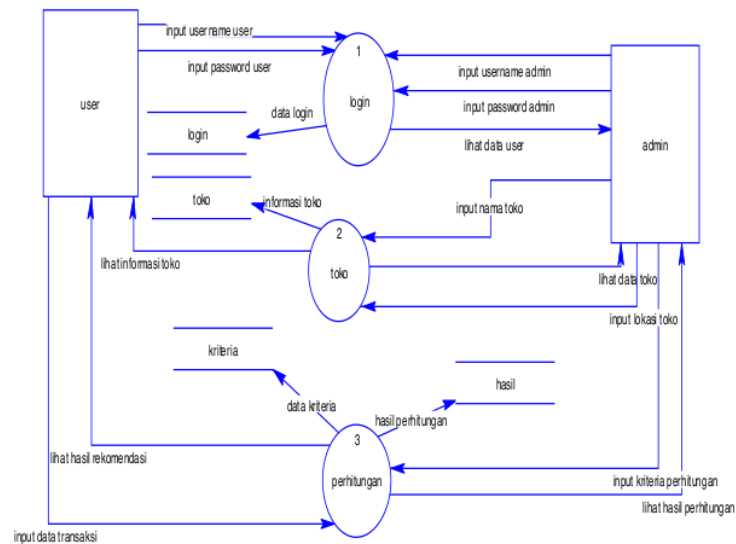 input username user
1
input password user
input username admin
user
login
data login
input password admin
login
lihat data user
admin
toko
informasi toko
input nama toko
2
toko
lihat informasi toko
lihat data toko
input lokasi toko
kriteria
hasil
data kriteria
hasil perhitungan
3
lihat hasil rekomendasi
perhitungan
input kriteria perhitungan
lihat hasil perhitungan
input data transaksi